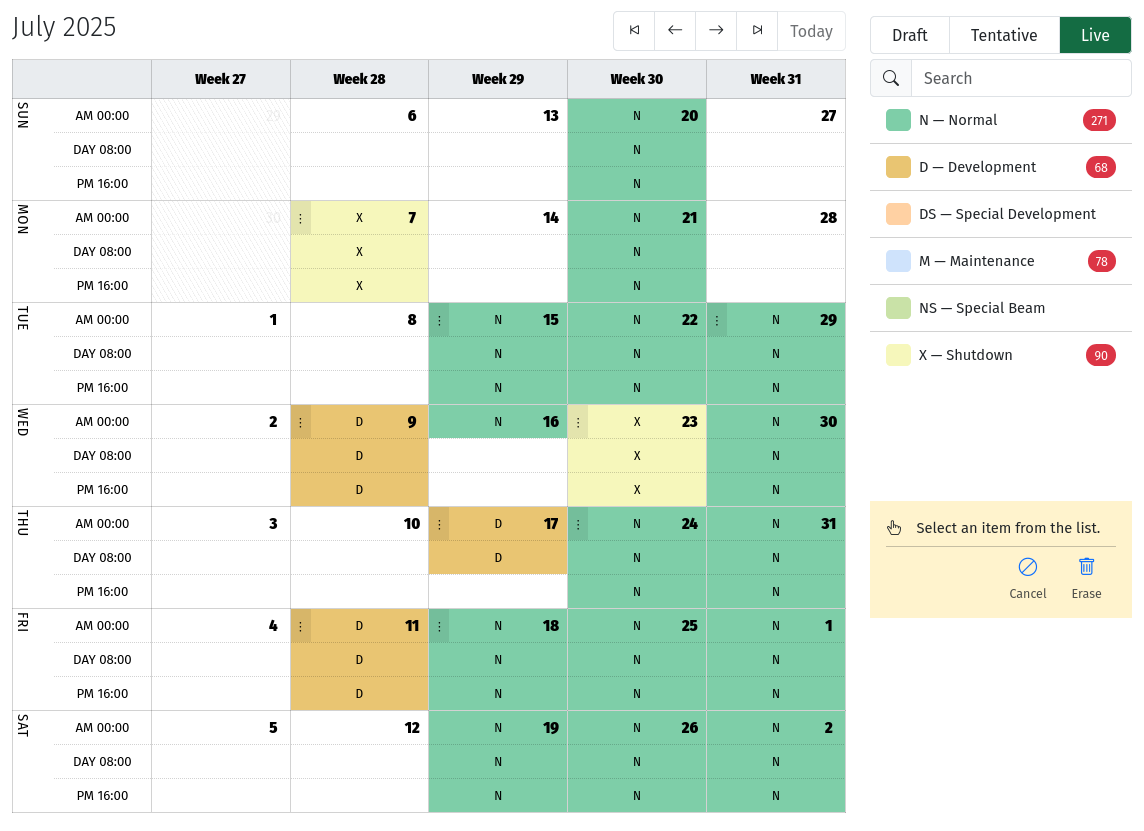 July 2025
Today
Draft Tentative Live
Search
Week 27 Week 28 Week 29 Week 30 Week 31
SUN AM 00:00 29 6 13 N 20 27
DAY 08:00 N
PM 16:00 N
MON AM 00:00 30 X 7 14 N 21 28
DAY 08:00 X N
PM 16:00 X N
TUE AM 00:00 1 8 N 15 N 22 N 29
DAY 08:00 N N N
PM 16:00 N N N
WED AM 00:00 2 D 9 N 16 X 23 N 30
DAY 08:00 D X N
PM 16:00 D X N
THU AM 00:00 3 10 D 17 N 24 N 31
DAY 08:00 D N N
PM 16:00 N N
FRI AM 00:00 4 D 11 N 18 N 25 N 1
DAY 08:00 D N N N
PM 16:00 D N N N
SAT AM 00:00 5 12 N 19 N 26 N 2
DAY 08:00 N N N
PM 16:00 N N N
N — Normal 271
D — Development 68
DS — Special Development
M — Maintenance 78
NS — Special Beam
X — Shutdown 90
Select an item from the list.
Cancel Erase